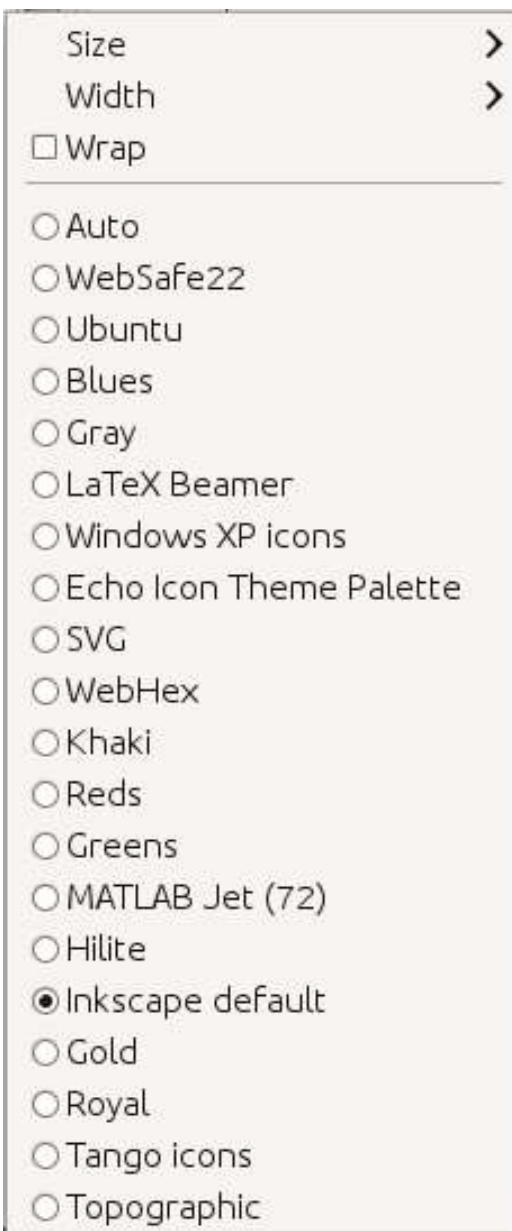 Size
Width
Wrap
Auto
WebSafe22
Ubuntu
Blues
Gray
LaTeX Beamer
Windows XP icons
Echo Icon Theme Palette
SVG
WebHex
Khaki
Reds
Greens
MATLAB Jet (72)
Hilite
Inkscape default
Gold
Royal
Tango icons
Topographic